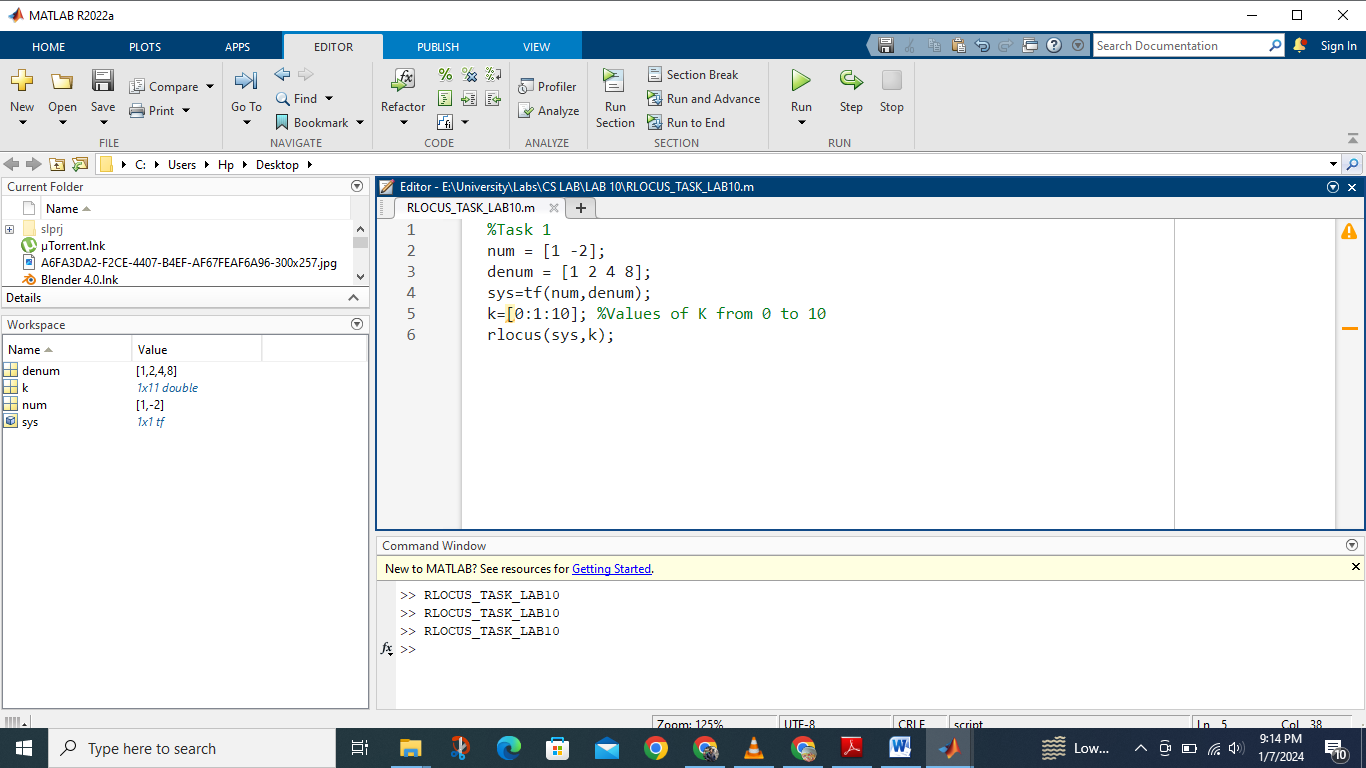 MATLAB R2022a
HOME PLOTS APPS EDITOR PUBLISH VIEW
Search Documentation Sign In
New Open Save Compare Print
Go To Find Bookmark
Refactor
Profiler Analyze
Run Section Section Break Run and Advance Run to End
Run Step Stop
FILE NAVIGATE CODE ANALYZE SECTION RUN
C: Users Hp Desktop
Current Folder
Name
slprj
µTorrent.lnk
A6FA3DA2-F2CE-4407-B4EF-AF67FEAF6A96-300x257.jpg
Blender 4.0.lnk
Details
Workspace
Name Value
denum [1,2,4,8]
k 1x11 double
num [1,-2]
sys 1x1 tf
Editor - E:\University\Labs\CS LAB\LAB 10\RLOCUS_TASK_LAB10.m
RLOCUS_TASK_LAB10.m
1 %Task 1
2 num = [1 -2];
3 denum = [1 2 4 8];
4 sys=tf(num,denum);
5 k=[0:1:10]; %Values of K from 0 to 10
6 rlocus(sys,k);
Command Window
New to MATLAB? See resources for Getting Started.
>> RLOCUS_TASK_LAB10
>> RLOCUS_TASK_LAB10
>> RLOCUS_TASK_LAB10
fx >>
Zoom: 125% UTF-8 CRLF script Ln 5 Col 38
Type here to search
Low...
9:14 PM
1/7/2024
10